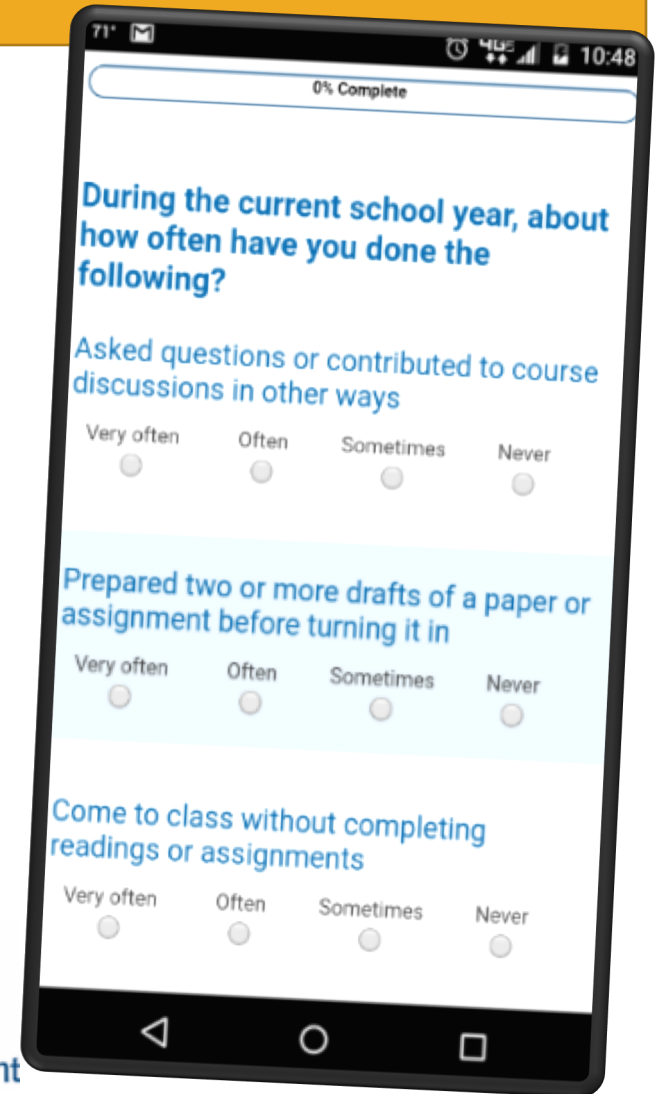 71°
10:48
0% Complete
During the current school year, about
how often have you done the
following?
Asked questions or contributed to course
discussions in other ways
Very often Often Sometimes Never
Prepared two or more drafts of a paper or
assignment before turning it in
Very often Often Sometimes Never
Come to class without completing
readings or assignments
Very often Often Sometimes Never
nt